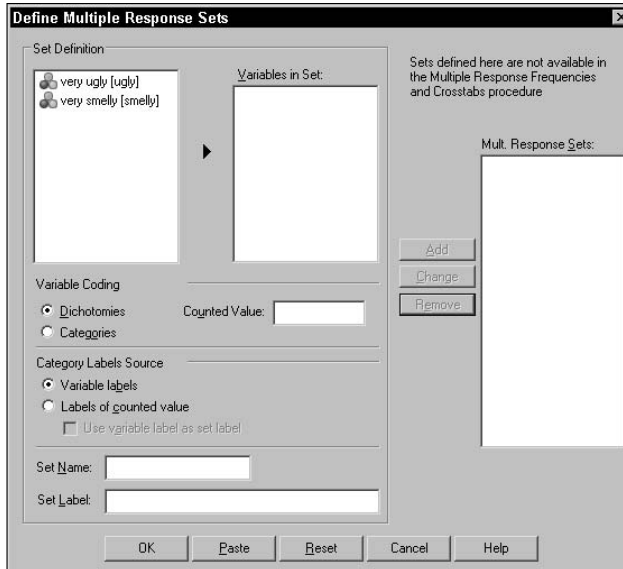 Define Multiple Response Sets
Set Definition
very ugly [ugly]
very smelly [smelly]
Variables in Set:
Sets defined here are not available in
the Multiple Response Frequencies
and Crosstabs procedure
Mult. Response Sets:
Add
Change
Remove
Variable Coding
Dichotomies
Counted Value:
Categories
Category Labels Source
Variable labels
Labels of counted value
Use variable label as set label
Set Name:
Set Label:
OK
Paste
Reset
Cancel
Help